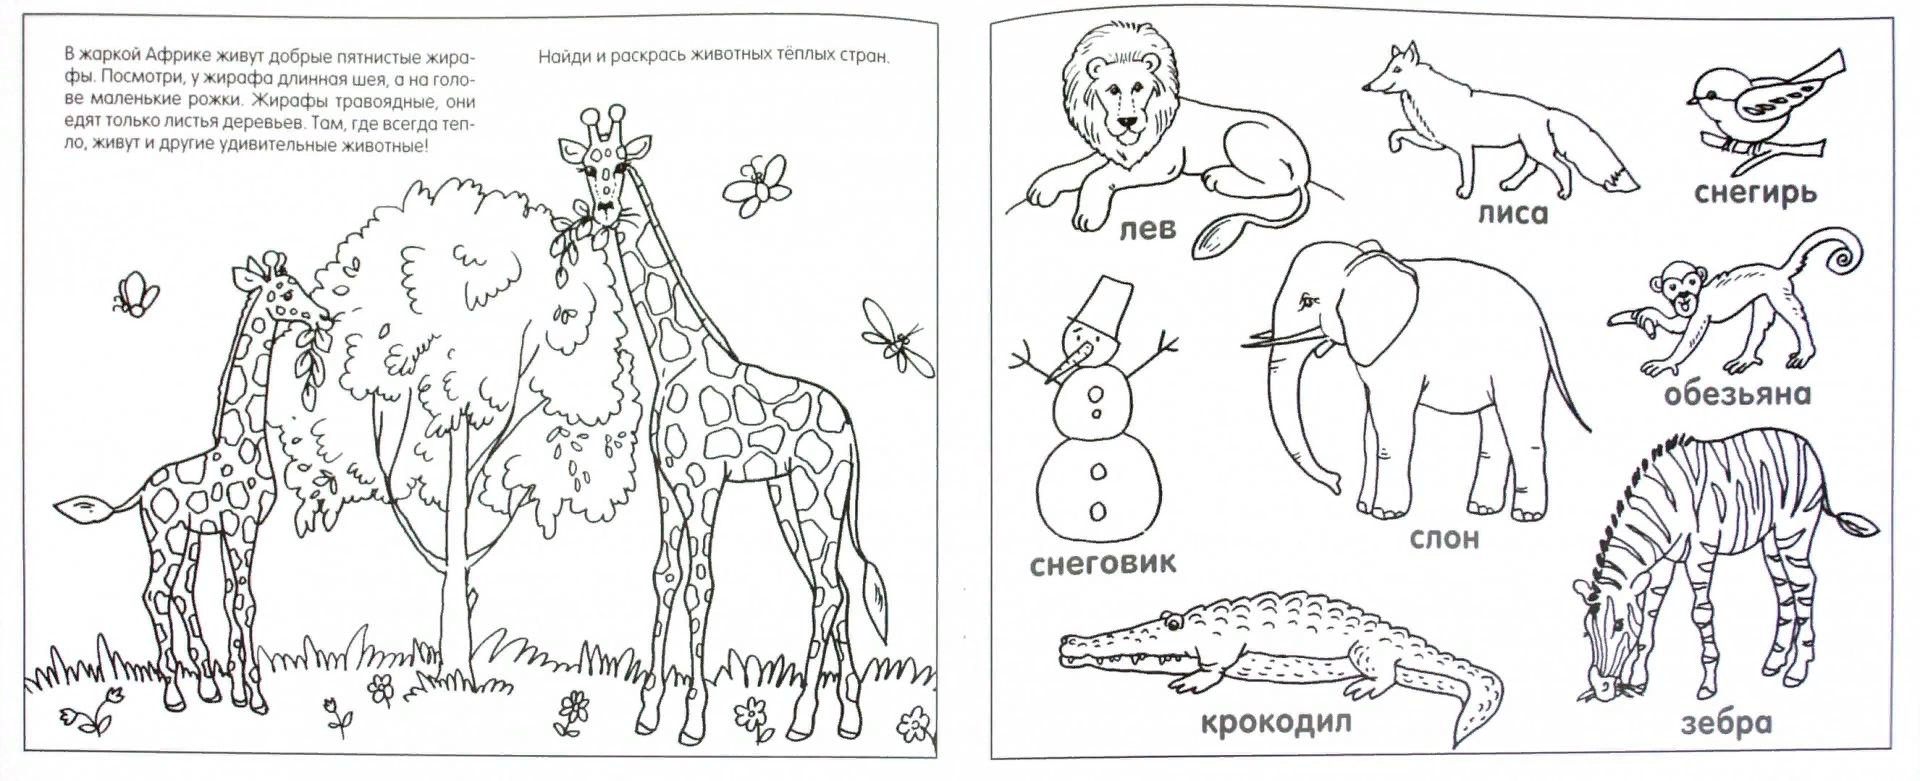 В жаркой Африке живут добрые пятнистые жира-
фы. Посмотри, у жирафа длинная шея, а на голо-
ве маленькие рожки. Жирафы травоядные, они
едят только листья деревьев. Там, где всегда теп-
ло, живут и другие удивительные животные!
Найди и раскрась животных тёплых стран.
лев
лиса
снегирь
обезьяна
слон
снеговик
крокодил
зебра